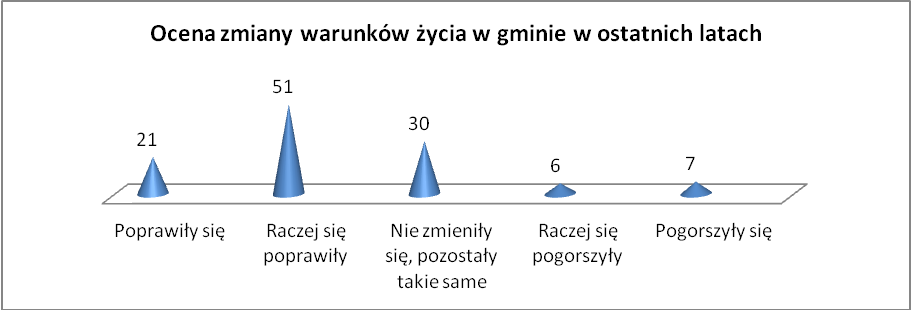 Ocena zmiany warunków życia w gminie w ostatnich latach
21
51
30
6
7
Poprawiły się
Raczej się
poprawiły
Nie zmieniły
się, pozostały
takie same
Raczej się
pogorszyły
Pogorszyły się